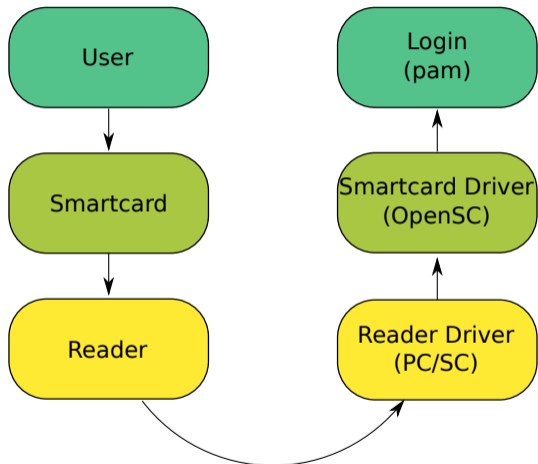 User
Smartcard
Reader
Login
(pam)
Smartcard Driver
(OpenSC)
Reader Driver
(PC/SC)